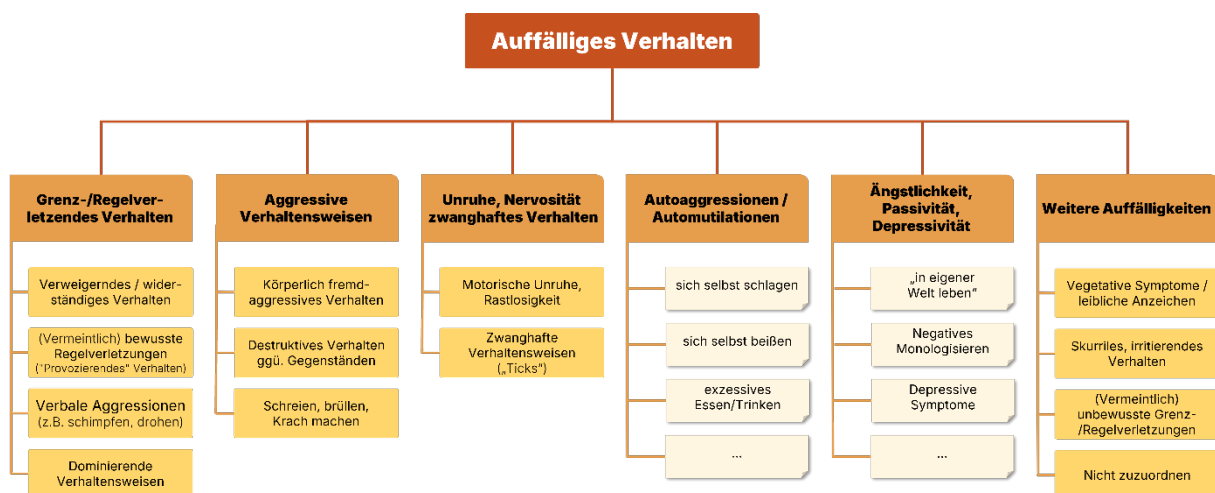 Auffälliges Verhalten
Grenz-/Regelver-
letzendes Verhalten
Verweigerndes / wider-
ständiges Verhalten
(Vermeintlich) bewusste
Regelverletzungen
("Provozierendes" Verhalten)
Verbale Aggressionen
(z.B. schimpfen, drohen)
Dominierende
Verhaltensweisen
Aggressive
Verhaltensweisen
Körperlich fremd-
aggressives Verhalten
Destruktives Verhalten
ggü. Gegenständen
Schreien, brüllen,
Krach machen
Unruhe, Nervosität
zwanghaftes Verhalten
Motorische Unruhe,
Rastlosigkeit
Zwanghafte
Verhaltensweisen
(„Ticks“)
Autoaggressionen /
Automutilationen
sich selbst schlagen
sich selbst beißen
exzessives
Essen/Trinken
...
Ängstlichkeit,
Passivität,
Depressivität
„in eigener
Welt leben“
Negatives
Monologisieren
Depressive
Symptome
...
Weitere Auffälligkeiten
Vegetative Symptome /
leibliche Anzeichen
Skurriles, irritierendes
Verhalten
(Vermeintlich)
unbewusste Grenz-
/Regelverletzungen
Nicht zuzuordnen